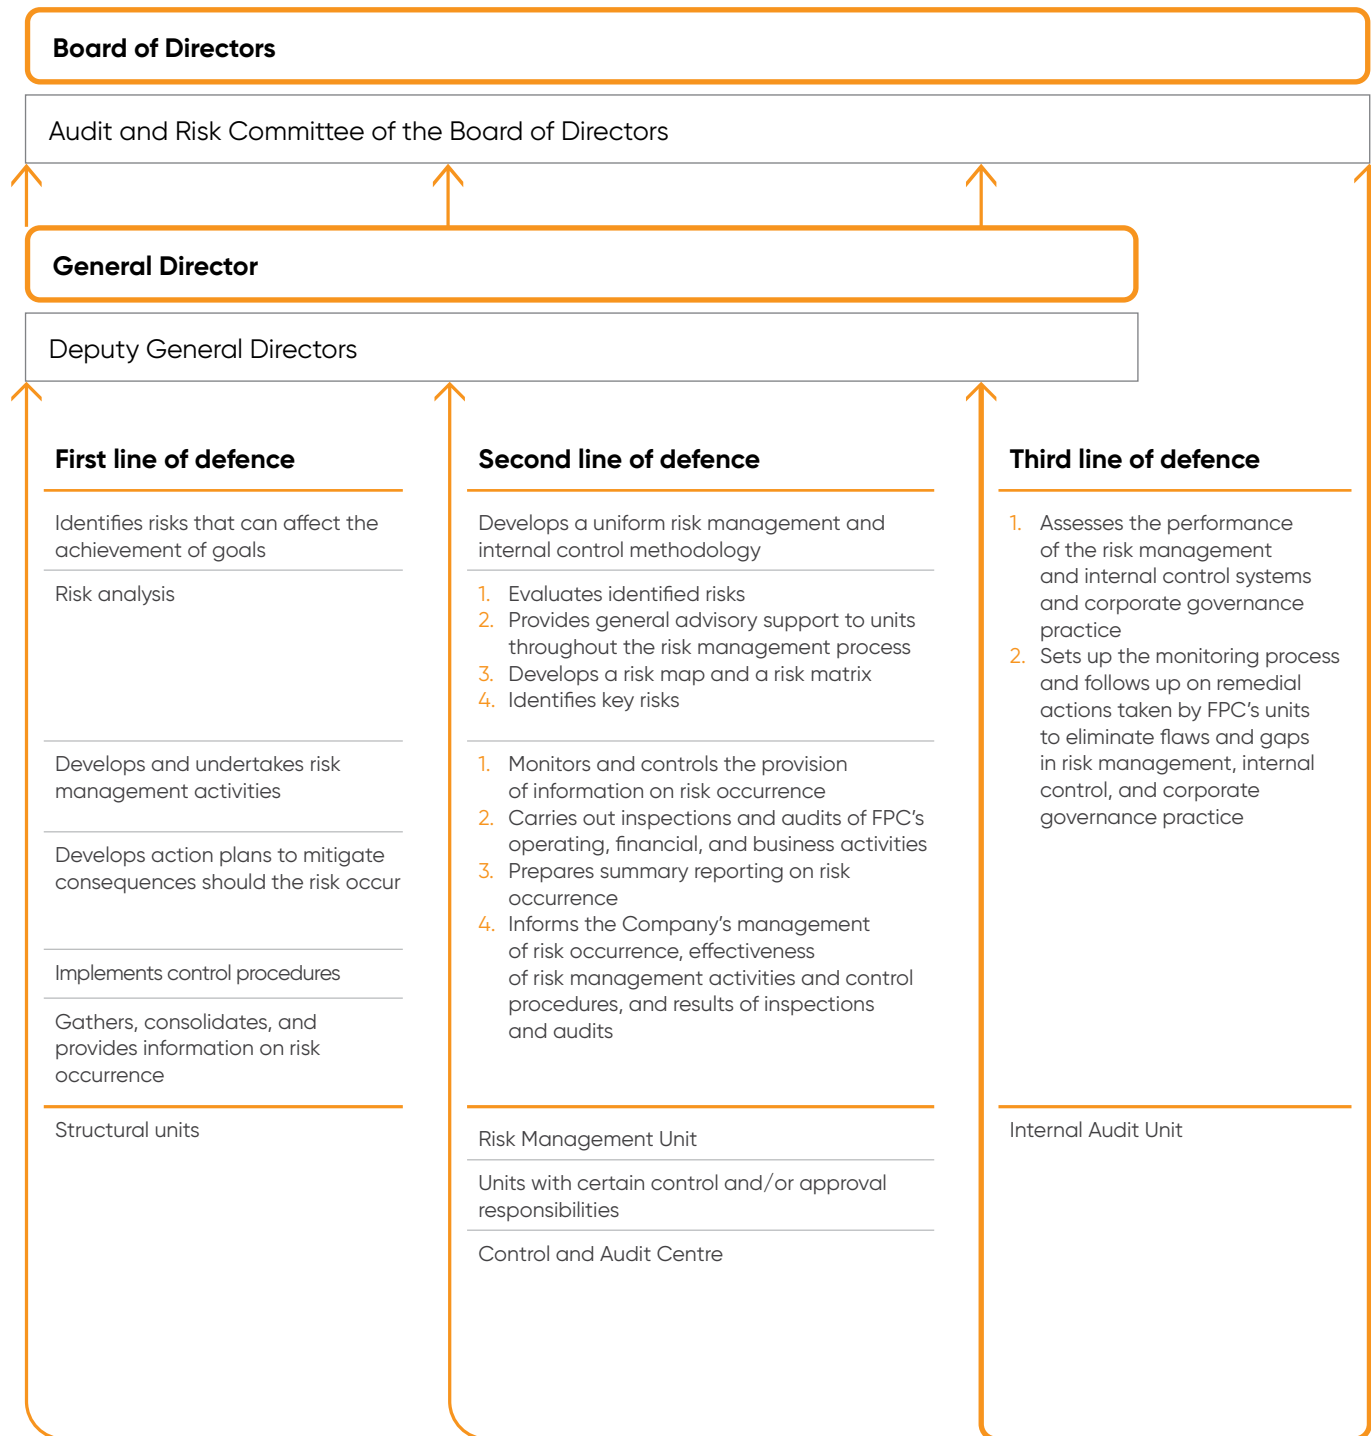 Board of Directors
Audit and Risk Committee of the Board of Directors
General Director
Deputy General Directors
First line of defence
Identifies risks that can affect the
achievement of goals
Risk analysis
Develops and undertakes risk
management activities
Develops action plans to mitigate
consequences should the risk occur
Implements control procedures
Gathers, consolidates, and
provides information on risk
occurrence
Structural units
Second line of defence
Develops a uniform risk management and
internal control methodology
1. Evaluates identified risks
2. Provides general advisory support to units
throughout the risk management process
3. Develops a risk map and a risk matrix
4. Identifies key risks
1. Monitors and controls the provision
of information on risk occurrence
2. Carries out inspections and audits of FPC’s
operating, financial, and business activities
3. Prepares summary reporting on risk
occurrence
4. Informs the Company’s management
of risk occurrence, effectiveness
of risk management activities and control
procedures, and results of inspections
and audits
Risk Management Unit
Units with certain control and/or approval
responsibilities
Control and Audit Centre
Third line of defence
1. Assesses the performance
of the risk management
and internal control systems
and corporate governance
practice
2. Sets up the monitoring process
and follows up on remedial
actions taken by FPC’s units
to eliminate flaws and gaps
in risk management, internal
control, and corporate
governance practice
Internal Audit Unit